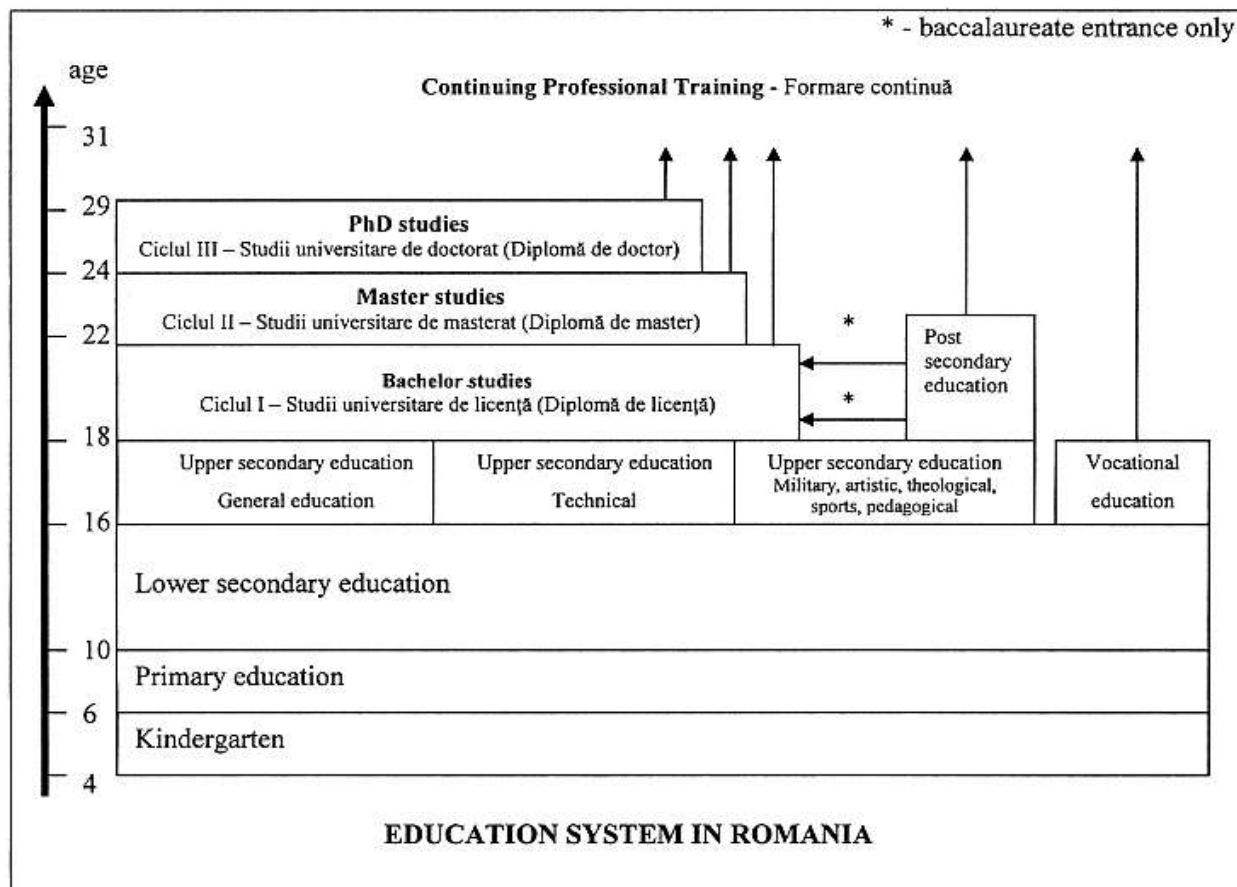 * - baccalaureate entrance only
age
Continuing Professional Training - Formare continuă
31
29
PhD studies
Ciclul III – Studii universitare de doctorat (Diplomă de doctor)
24
Master studies
Ciclul II – Studii universitare de masterat (Diplomă de master)
*
22
Post
secondary
education
Bachelor studies
Ciclul I – Studii universitare de licenţă (Diplomă de licenţă)
*
18
Upper secondary education
General education
Upper secondary education
Technical
Upper secondary education
Military, artistic, theological,
sports, pedagogical
Vocational
education
16
Lower secondary education
10
Primary education
6
Kindergarten
4
EDUCATION SYSTEM IN ROMANIA